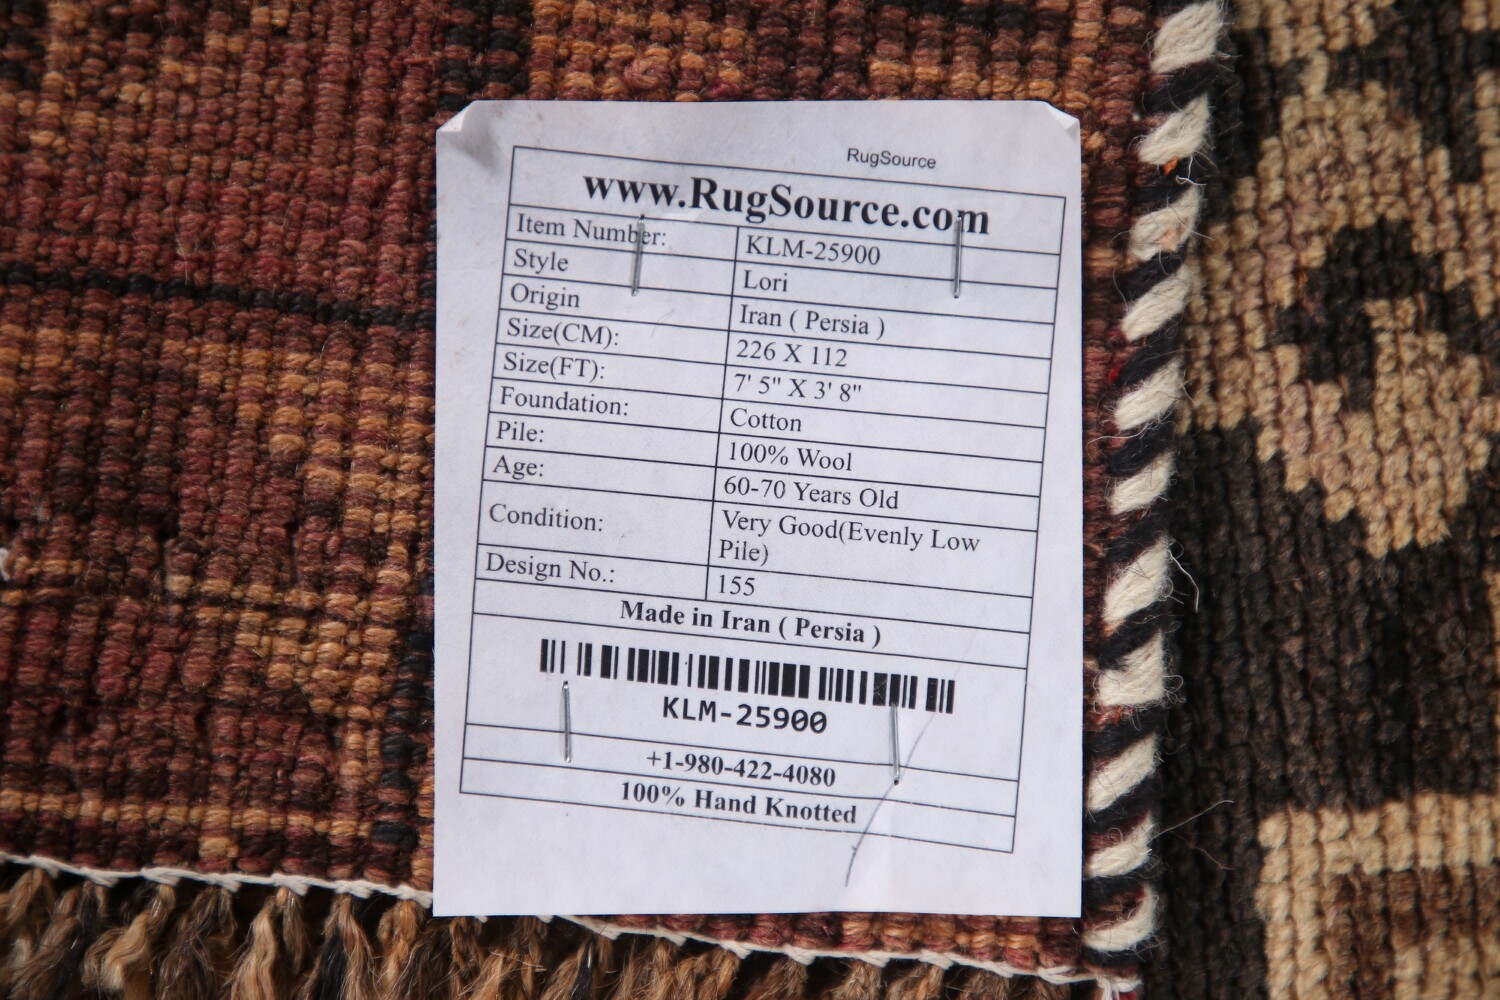 RugSource
www.RugSource.com
Item Number: KLM-25900
Style Lori
Origin Iran ( Persia )
Size(CM): 226 X 112
Size(FT): 7' 5" X 3' 8"
Foundation: Cotton
Pile: 100% Wool
Age: 60-70 Years Old
Condition: Very Good(Evenly Low
Pile)
Design No.: 155
Made in Iran ( Persia )
KLM-25900
+1-980-422-4080
100% Hand Knotted